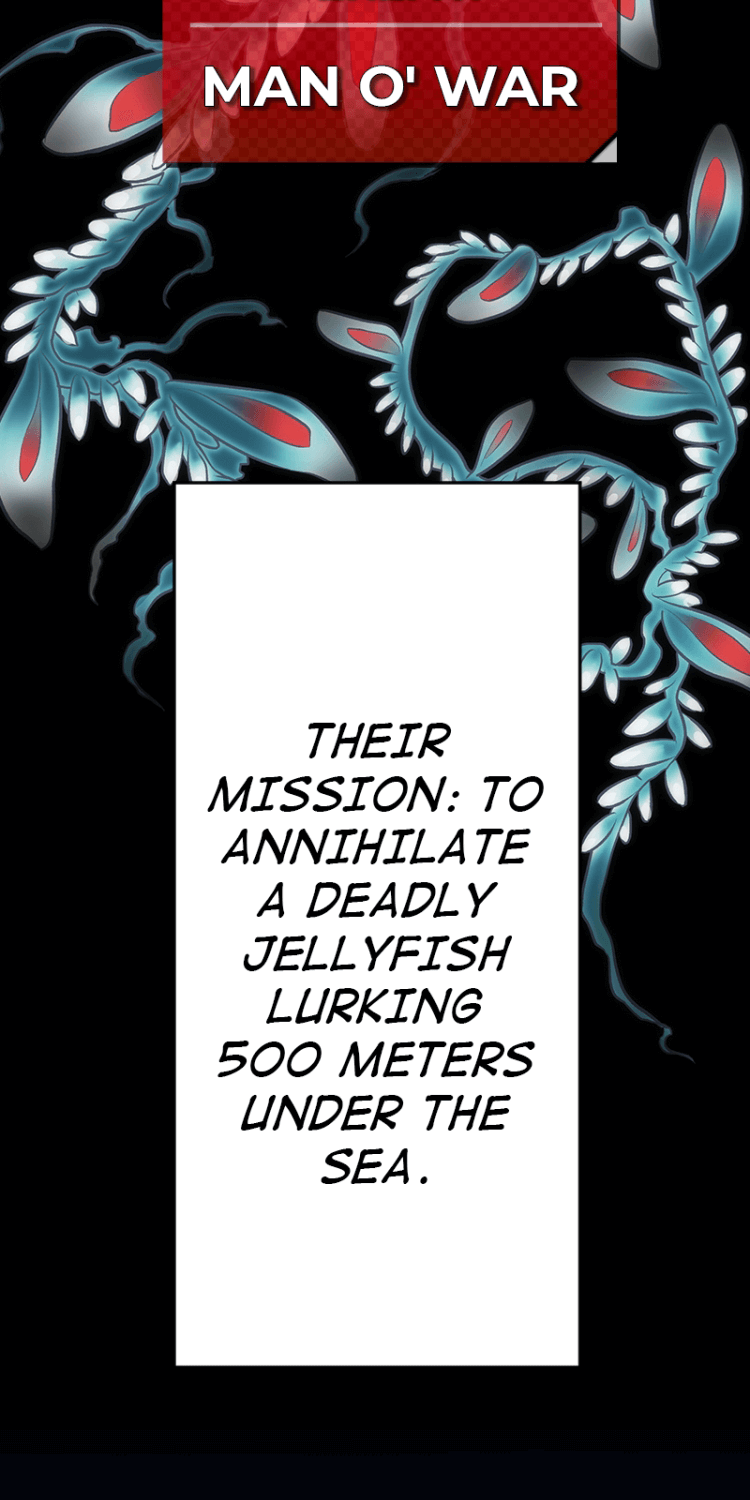 MAN O' WAR
THEIR
MISSION: TO
ANNIHILATE
A DEADLY
JELLYFISH
LURKING
500 METERS
UNDER THE
SEA.